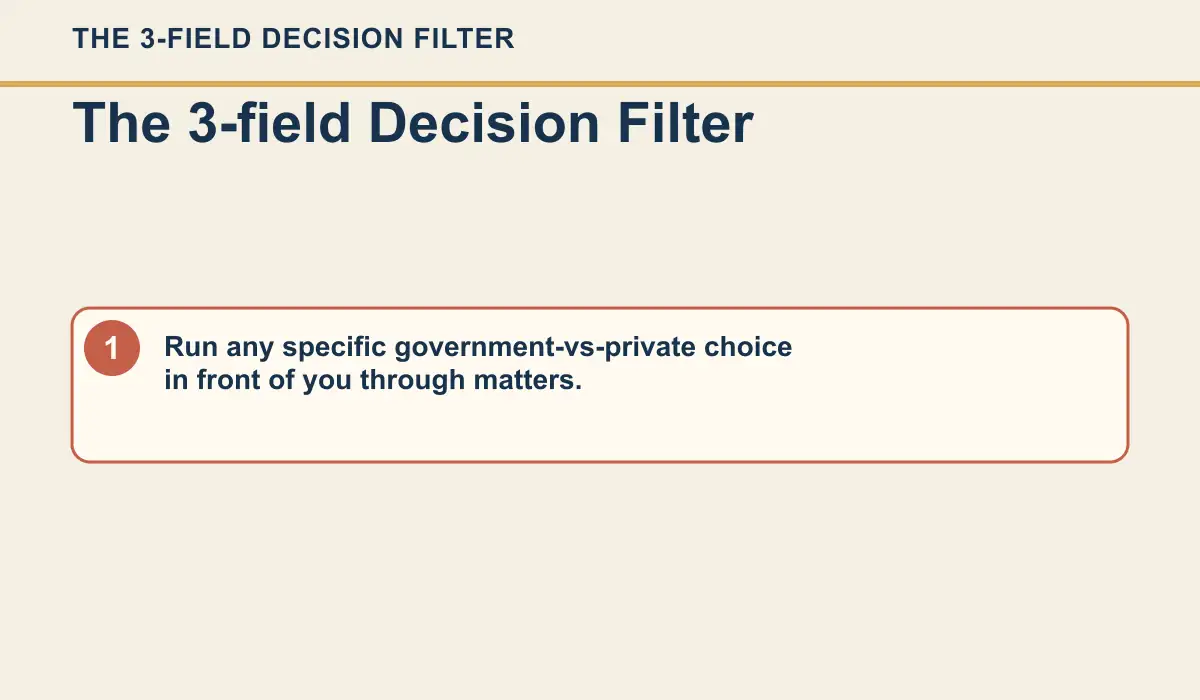 THE 3-FIELD DECISION FILTER
The 3-field Decision Filter
1
Run any specific government-vs-private choice
in front of you through matters.